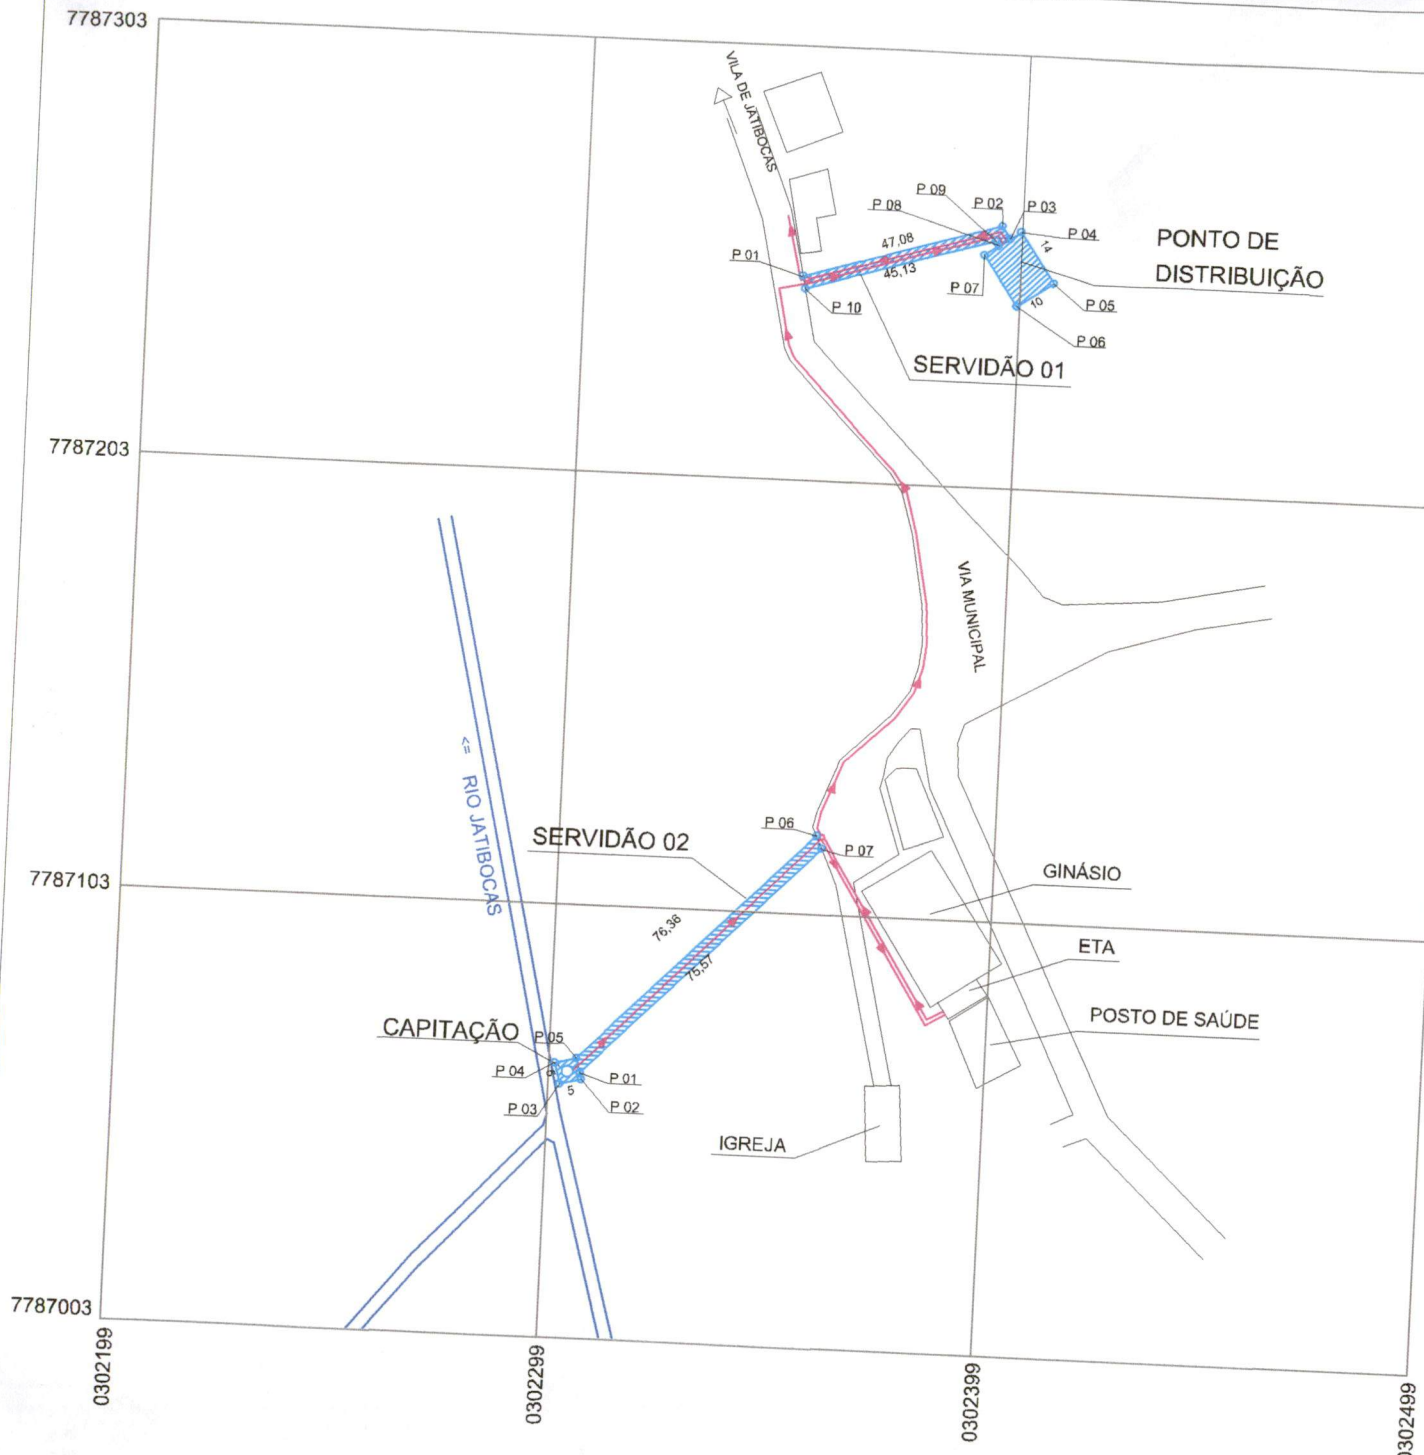 7787303
VILA DE JATIBOCAS
P 09
P 08
P 02
P 03
P 04
PONTO DE
DISTRIBUIÇÃO
14
47,08
45,13
P 01
P 10
P 07
P 05
10
P 06
SERVIDÃO 01
7787203
VIA MUNICIPAL
<= RIO JATIBOCAS
SERVIDÃO 02
P 06
P 07
7787103
GINÁSIO
76,36
75,57
ETA
CAPITAÇÃO
P 05
POSTO DE SAÚDE
P 04
P 01
5
P 03
P 02
IGREJA
7787003
0302199
0302299
0302399
0302499